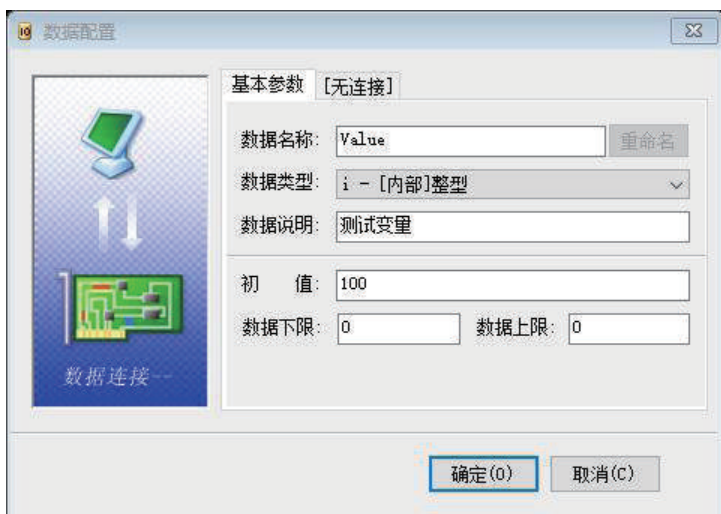 数据配置
基本参数 [无连接]
数据名称: Value 重命名
数据类型: i - [内部]整型
数据说明: 测试变量
初 值: 100
数据下限: 0 数据上限: 0
数据连接--
确定(O) 取消(C)